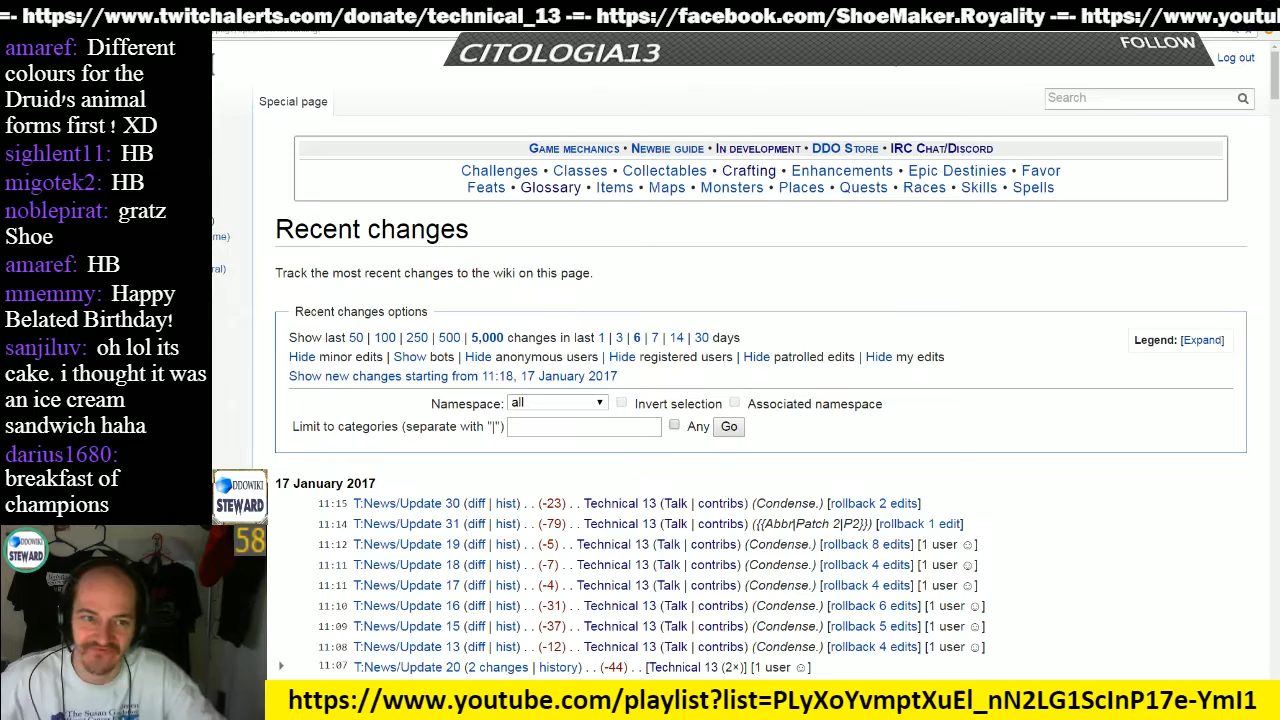 =- https://www.twitchalerts.com/donate/technical_13 -=- https://facebook.com/ShoeMaker.Royality -=- https://www.youtu
amaref: Different
colours for the
Druid's animal
forms first ! XD
sighlent11: HB
migotek2: HB
noblepirat: gratz
Shoe
amaref: HB
mnemmy: Happy
Belated Birthday!
sanjiluv: oh lol its
cake. i thought it was
an ice cream
sandwich haha
darius1680:
breakfast of
champions
DDOWIKI
STEWARD
58
DDOWIKI
STEWARD
CITOLOGIA13
FOLLOW
Log out
Special page
Search
GAME MECHANICS • NEWBIE GUIDE • IN DEVELOPMENT • DDO STORE • IRC CHAT/DISCORD
Challenges • Classes • Collectables • Crafting • Enhancements • Epic Destinies • Favor
Feats • Glossary • Items • Maps • Monsters • Places • Quests • Races • Skills • Spells
Recent changes
Track the most recent changes to the wiki on this page.
Recent changes options
Show last 50 | 100 | 250 | 500 | 5,000 changes in last 1 | 3 | 6 | 7 | 14 | 30 days
Hide minor edits | Show bots | Hide anonymous users | Hide registered users | Hide patrolled edits | Hide my edits
Show new changes starting from 11:18, 17 January 2017
Legend: [Expand]
Namespace: all Invert selection Associated namespace
Limit to categories (separate with "|") Any Go
17 January 2017
11:15 T:News/Update 30 (diff | hist) . . (-23) . . Technical 13 (Talk | contribs) (Condense.) [rollback 2 edits]
11:14 T:News/Update 31 (diff | hist) . . (-79) . . Technical 13 (Talk | contribs) ({{Abbr|Patch 2|P2}}) [rollback 1 edit]
11:12 T:News/Update 19 (diff | hist) . . (-5) . . Technical 13 (Talk | contribs) (Condense.) [rollback 8 edits] [1 user ☺]
11:11 T:News/Update 18 (diff | hist) . . (-7) . . Technical 13 (Talk | contribs) (Condense.) [rollback 4 edits] [1 user ☺]
11:11 T:News/Update 17 (diff | hist) . . (-4) . . Technical 13 (Talk | contribs) (Condense.) [rollback 4 edits] [1 user ☺]
11:10 T:News/Update 16 (diff | hist) . . (-31) . . Technical 13 (Talk | contribs) (Condense.) [rollback 6 edits] [1 user ☺]
11:09 T:News/Update 15 (diff | hist) . . (-37) . . Technical 13 (Talk | contribs) (Condense.) [rollback 5 edits] [1 user ☺]
11:08 T:News/Update 13 (diff | hist) . . (-12) . . Technical 13 (Talk | contribs) (Condense.) [rollback 4 edits] [1 user ☺]
11:07 T:News/Update 20 (2 changes | history) . . (-44) . . [Technical 13 (2×)] [1 user ☺]
https://www.youtube.com/playlist?list=PLyXoYvmptXuEl_nN2LG1ScInP17e-YmI1